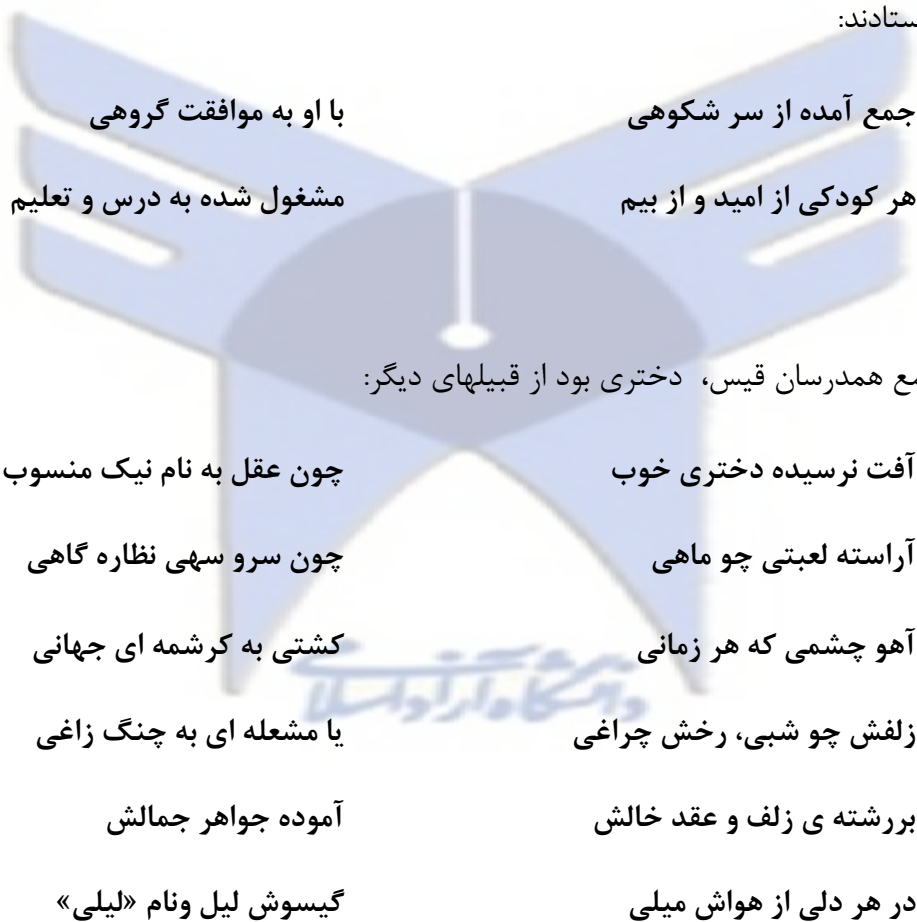 ستادند:
جمع آمده از سر شکوهی با او به موافقت گروهی
هر کودکی از امید و از بیم مشغول شده به درس و تعلیم
مع همدرسان قیس، دختری بود از قبیلهای دیگر:
آفت نرسیده دختری خوب چون عقل به نام نیک منسوب
آراسته لعبتی چو ماهی چون سرو سهی نظاره گاهی
آهو چشمی که هر زمانی کشتی به کرشمه ای جهانی
دانشگاه آزاد اسلامی
زلفش چو شبی، رخش چراغی یا مشعله ای به چنگ زاغی
بررشته ی زلف و عقد خالش آموده جواهر جمالش
در هر دلی از هواش میلی گیسوش لیل ونام «لیلی»